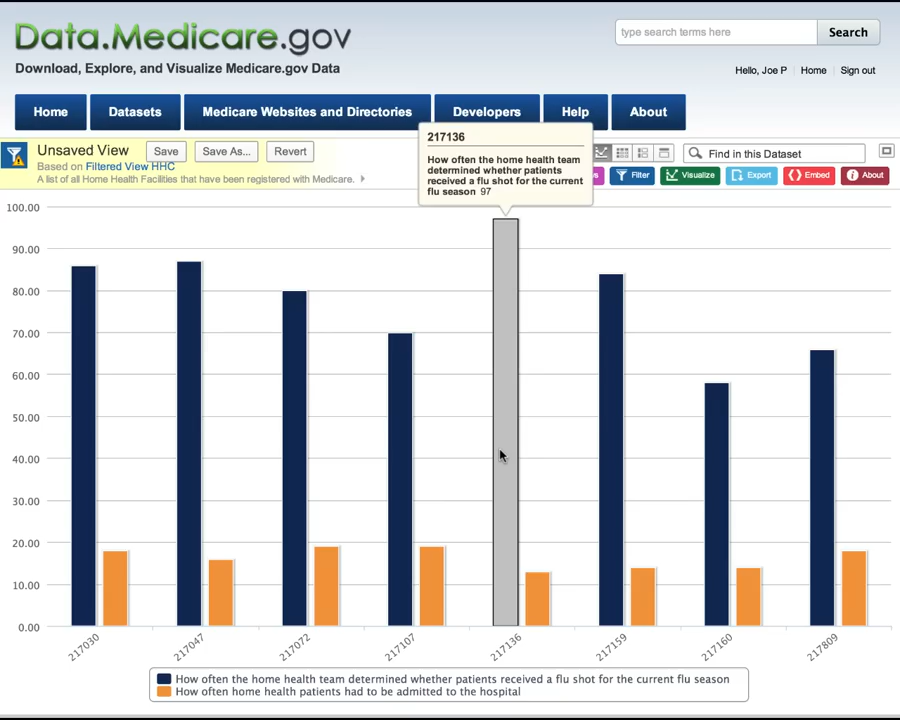 Data.Medicare.gov
Download, Explore, and Visualize Medicare.gov Data
type search terms here
Search
Hello, Joe P
Home
Sign out
Home
Datasets
Medicare Websites and Directories
Developers
Help
About
Unsaved View
Save
Save As...
Revert
Based on Filtered View HHC
A list of all Home Health Facilities that have been registered with Medicare.
217136
How often the home health team
determined whether patients
received a flu shot for the current
flu season 97
Find in this Dataset
Filter
Visualize
Export
Embed
About
100.00
90.00
80.00
70.00
60.00
50.00
40.00
30.00
20.00
10.00
0.00
217030
217047
217072
217107
217136
217159
217160
217809
How often the home health team determined whether patients received a flu shot for the current flu season
How often home health patients had to be admitted to the hospital